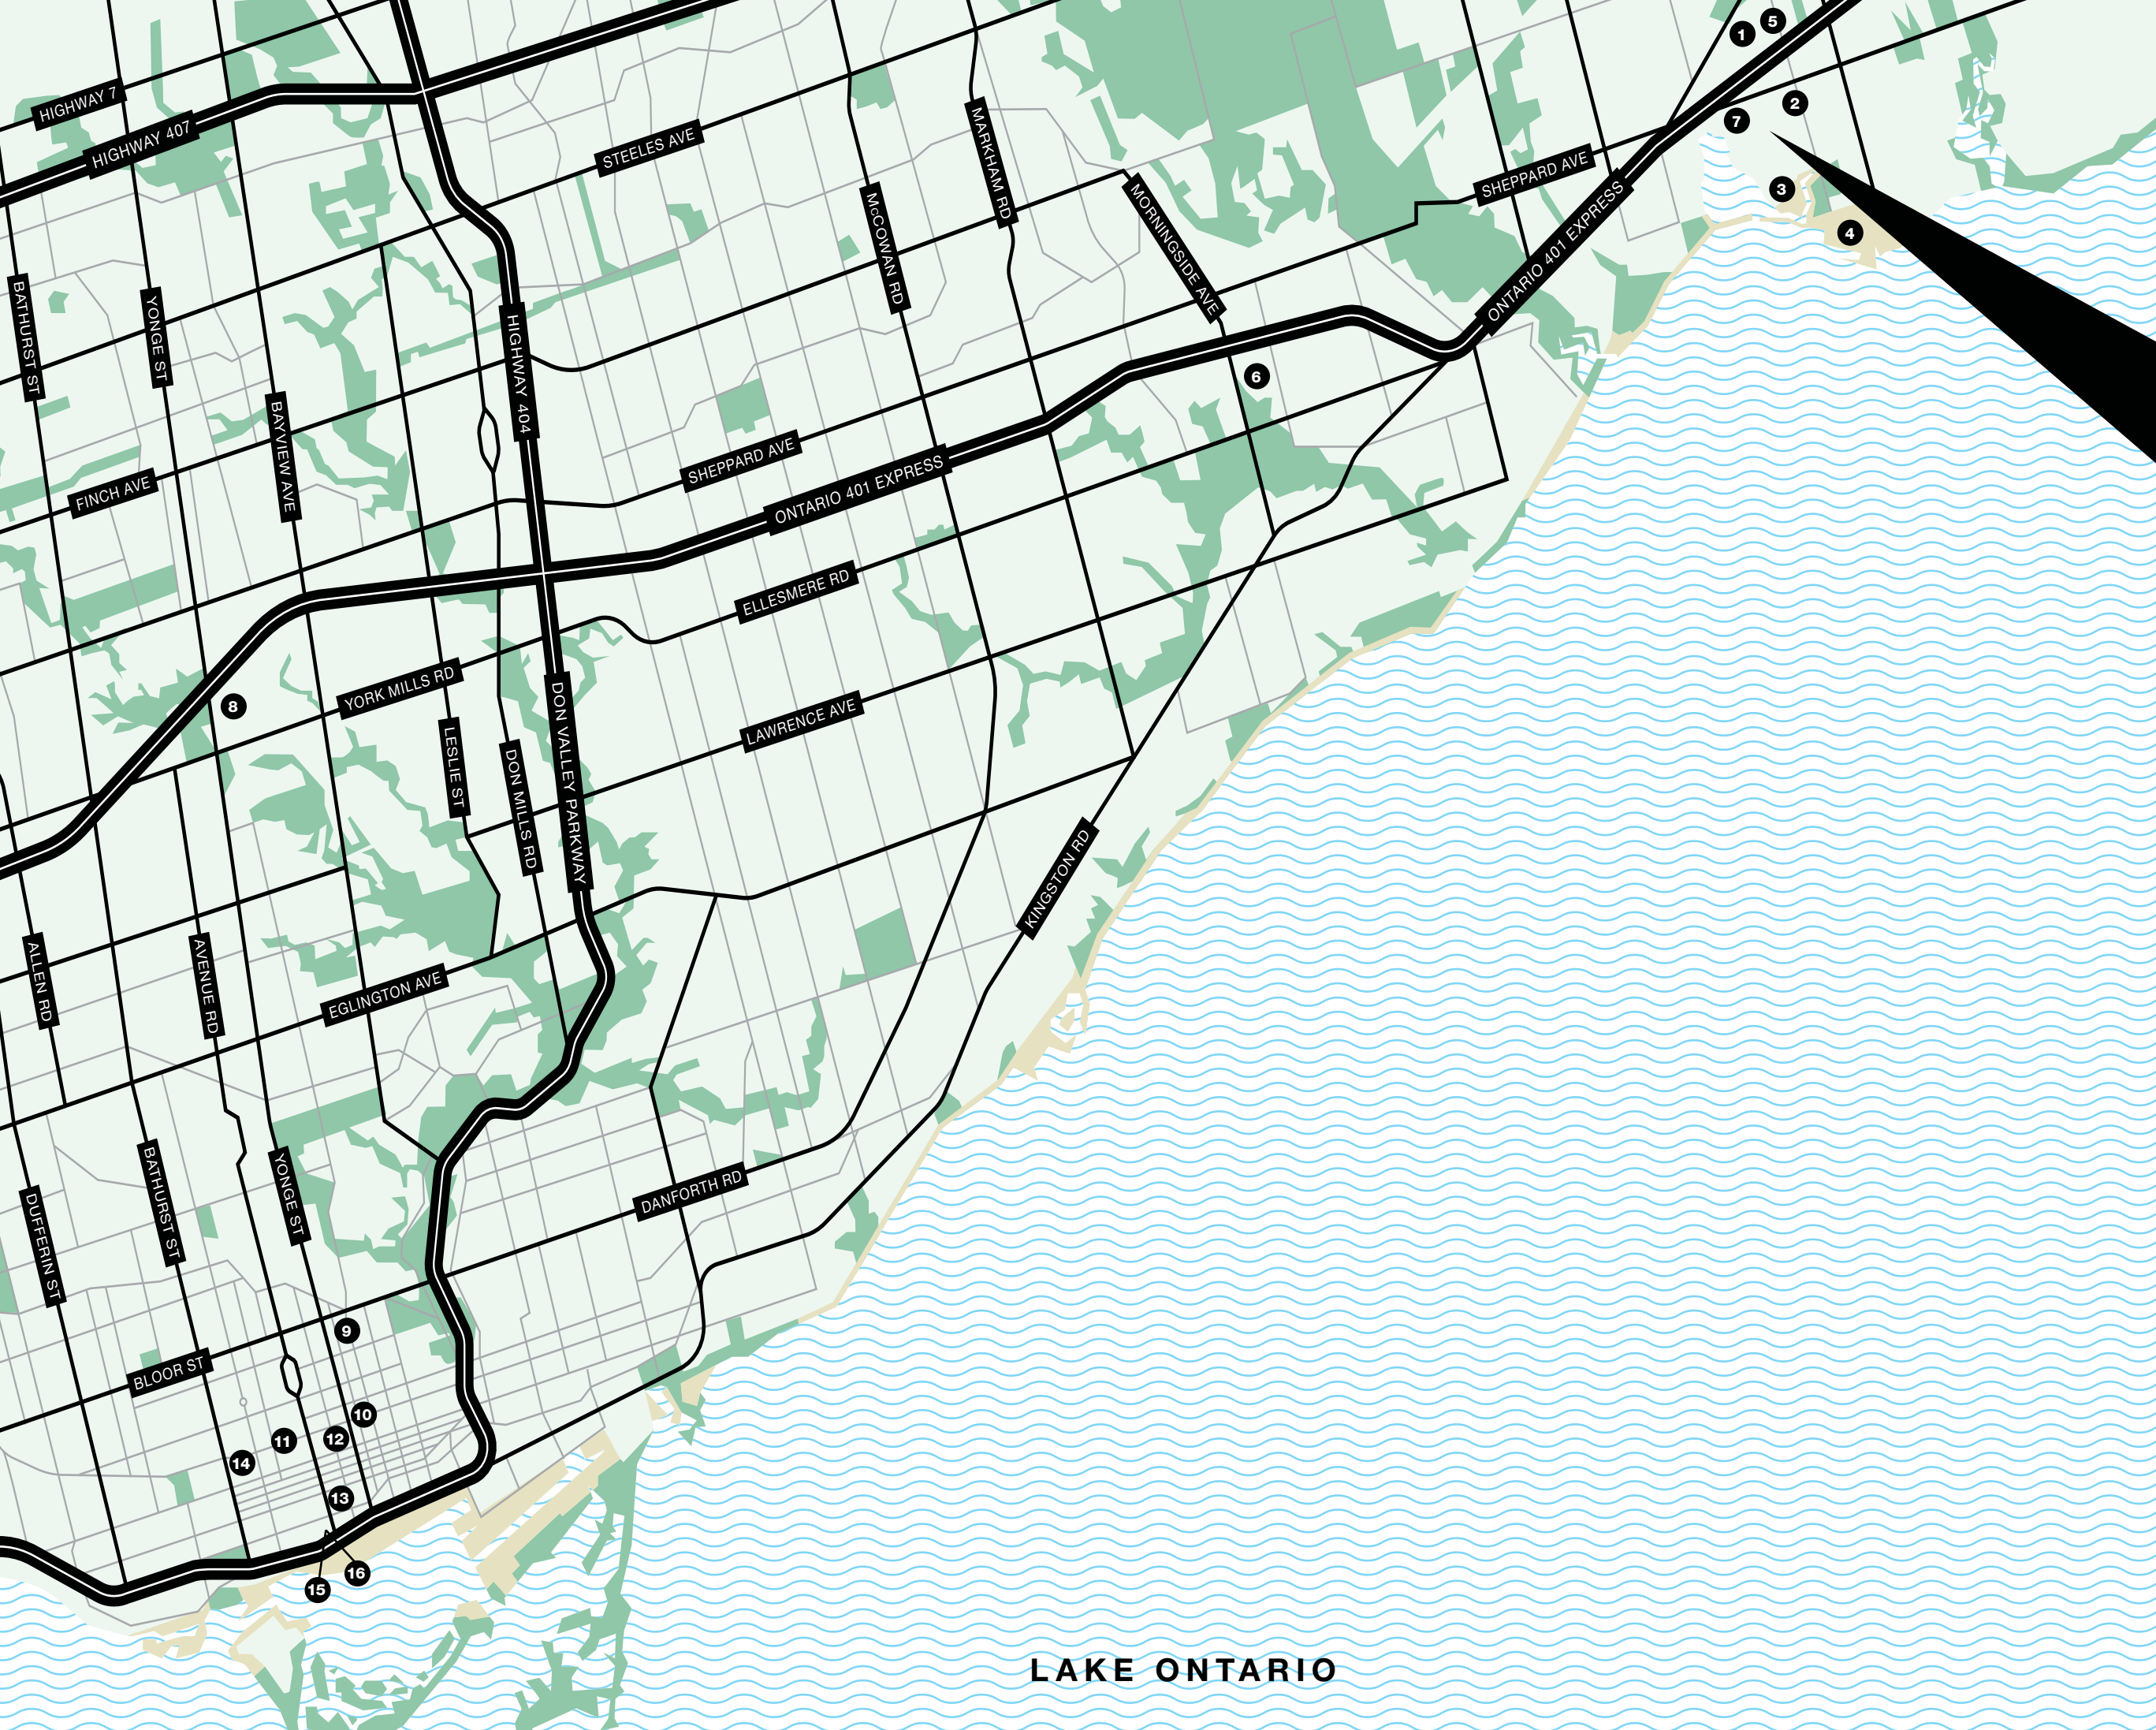 1
5
HIGHWAY 7
2
7
HIGHWAY 407
STEELES AVE
MARKHAM RD
SHEPPARD AVE
3
4
McCOWAN RD
MORNINGSIDE AVE
ONTARIO 401 EXPRESS
BATHURST ST
YONGE ST
HIGHWAY 404
6
BAYVIEW AVE
SHEPPARD AVE
FINCH AVE
ONTARIO 401 EXPRESS
ELLESMERE RD
YORK MILLS RD
8
LAWRENCE AVE
LESLIE ST
DON MILLS RD
DON VALLEY PARKWAY
KINGSTON RD
ALLEN RD
AVENUE RD
EGLINGTON AVE
DANFORTH RD
BATHURST ST
YONGE ST
DUFFERIN ST
9
BLOOR ST
10
11
12
14
13
16
15
LAKE ONTARIO